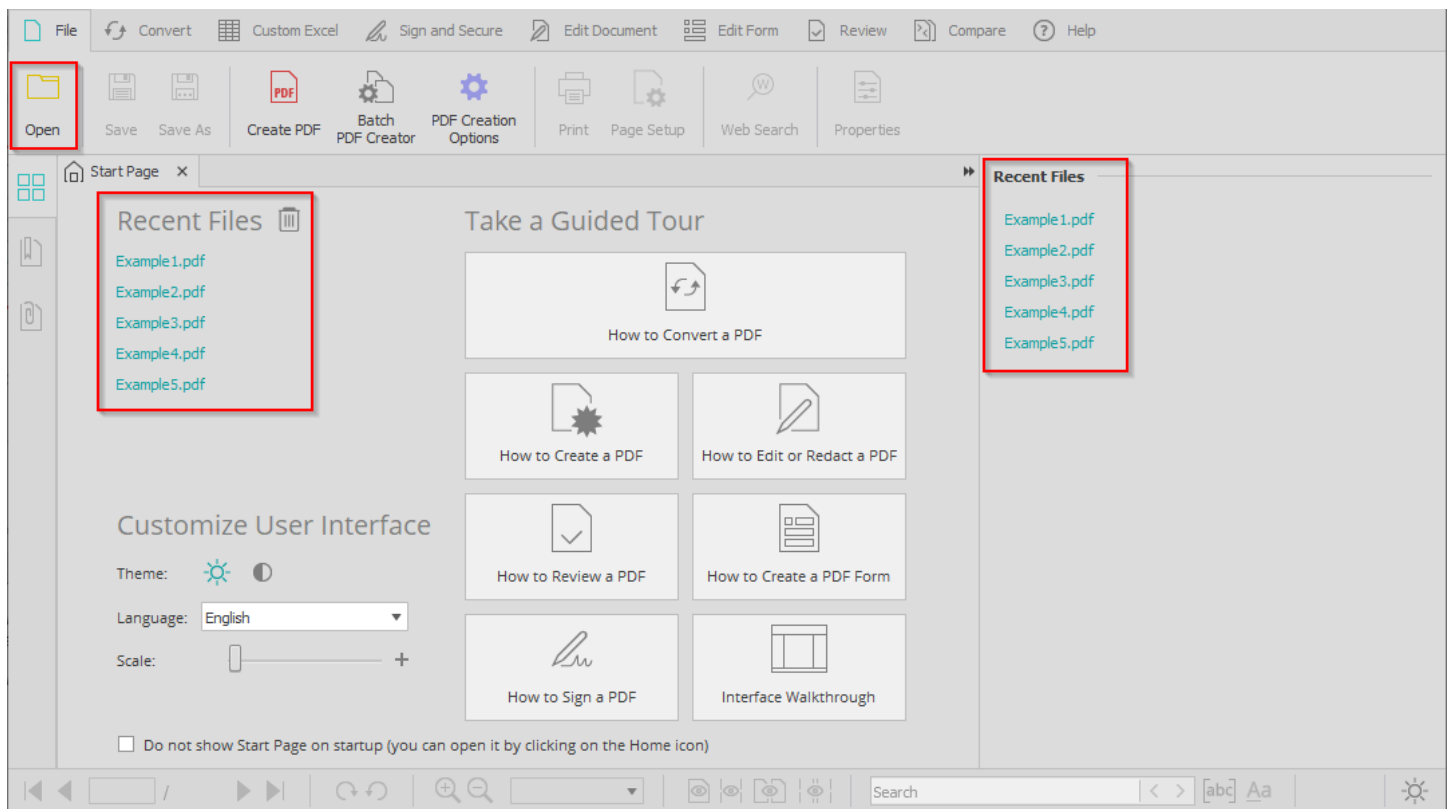 File Convert Custom Excel Sign and Secure Edit Document Edit Form Review Compare ? Help
PDF W
Open Save Save As Create PDF Batch PDF Creator PDF Creation Options Print Page Setup Web Search Properties
Start Page
Recent Files
Example1.pdf
Example2.pdf
Example3.pdf
Example4.pdf
Example5.pdf
Customize User Interface
Theme:
Language: English
Scale:
Take a Guided Tour
How to Convert a PDF
How to Create a PDF
How to Edit or Redact a PDF
How to Review a PDF
How to Create a PDF Form
How to Sign a PDF
Interface Walkthrough
Do not show Start Page on startup (you can open it by clicking on the Home icon)
Recent Files
Example1.pdf
Example2.pdf
Example3.pdf
Example4.pdf
Example5.pdf
/ Search abc Aa